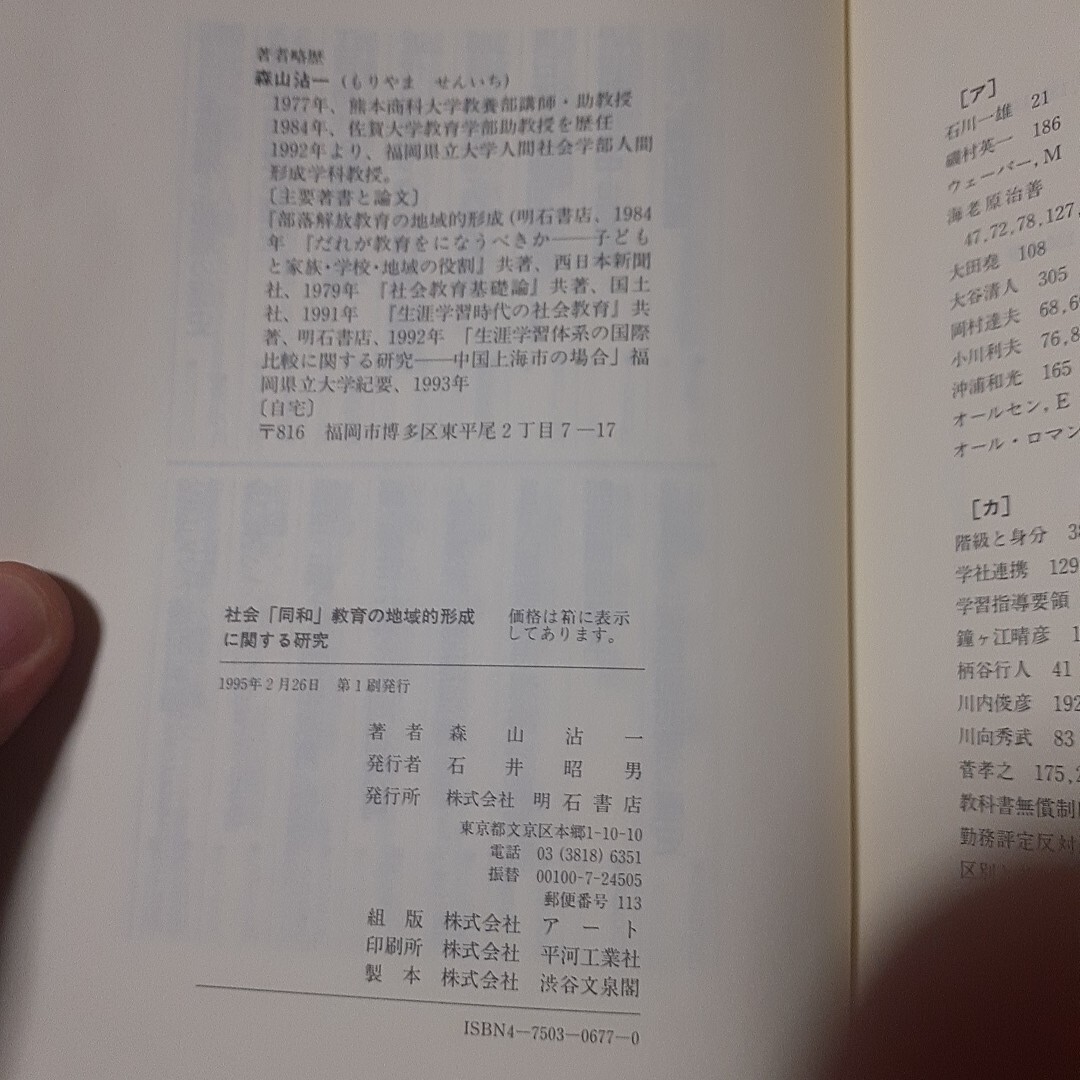 著者略歴
森山沾一(もりやま せんいち)
1977年、熊本商科大学教養部講師・助教授
1984年、佐賀大学教育学部助教授を歴任
1992年より、福岡県立大学人間社会学部人間
形成学科教授。
〔主要著書と論文〕
『部落解放教育の地域的形成(明石書店、1984
年 『だれが教育をになうべきか――子ども
と家族・学校・地域の役割』共著、西日本新聞
社、1979年 『社会教育基礎論』共著、国土
社、1991年 『生涯学習時代の社会教育』共
著、明石書店、1992年 「生涯学習体系の国際
比較に関する研究――中国上海市の場合」福
岡県立大学紀要、1993年
〔自宅〕
〒816 福岡市博多区東平尾2丁目7―17
社会「同和」教育の地域的形成
に関する研究
価格は箱に表示
してあります。
1995年2月26日 第1刷発行
著者 森山沾一
発行者 石井昭男
発行所 株式会社 明石書店
東京都文京区本郷1-10-10
電話 03 (3818) 6351
振替 00100-7-24505
郵便番号 113
組版 株式会社 アート
印刷所 株式会社 平河工業社
製本 株式会社 渋谷文泉閣
ISBN4―7503―0677―0
[ア]
石川一雄 21
磯村英一 186
ウェーバー, M
海老原治善
47,72,78,127,
大田堯 108
大谷清人 305
岡村達夫 68,6
小川利夫 76,8
沖浦和光 165
オールセン, E
オール・ロマン
[カ]
階級と身分 38
学社連携 129
学習指導要領
鐘ヶ江晴彦 1
柄谷行人 41
川内俊彦 192
川向秀武 83
菅孝之 175,2
教科書無償制
勤務評定反対
区別